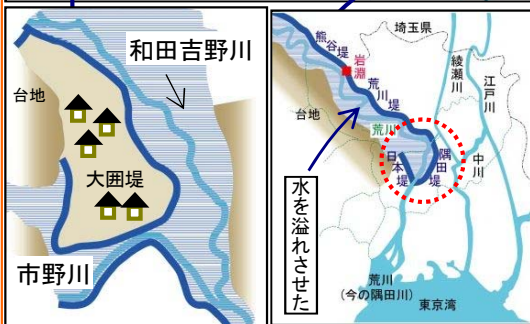 和田吉野川
台地
大囲堤
市野川
埼玉県
熊谷堤
岩淵
綾瀬川
江戸川
荒川堤
台地
荒川
中川
日本堤
隅田堤
水を溢れさせた
荒川
(今の隅田川)
東京湾